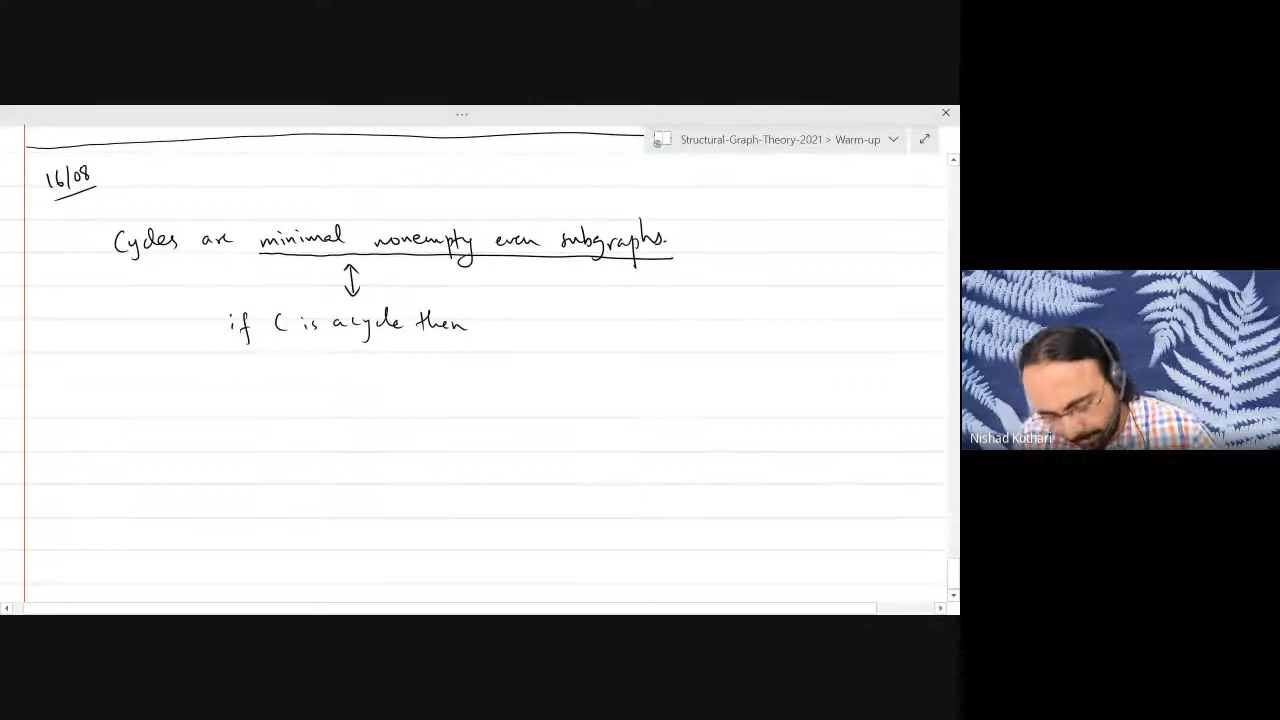 Structural-Graph-Theory-2021 > Warm-up
16/08
Cycles are minimal nonempty even subgraphs.
if C is a cycle then
Nishad Kothari